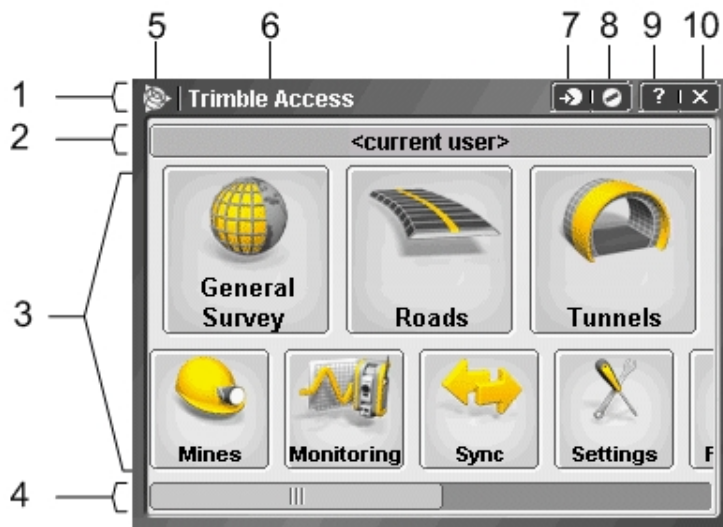 5 6 7 8 9 10
1 Trimble Access ? X
2 <current user>
3
General Survey Roads Tunnels
Mines Monitoring Sync Settings F
4